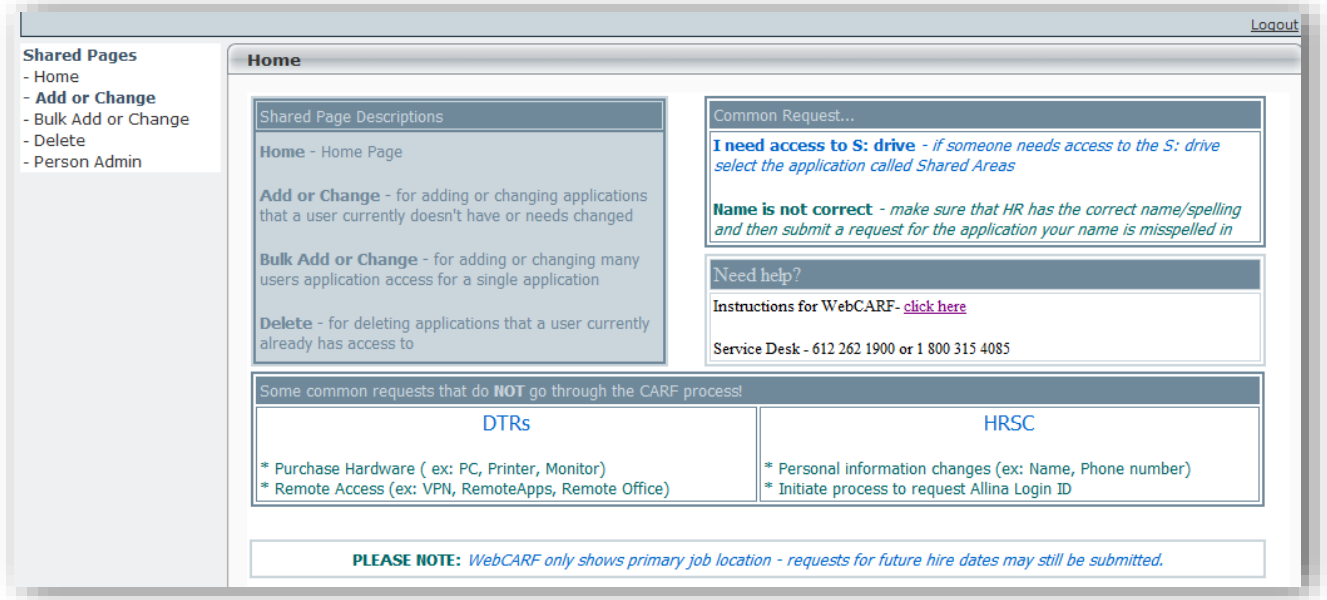 Logout
Shared Pages
- Home
- Add or Change
- Bulk Add or Change
- Delete
- Person Admin
Home
Shared Page Descriptions
Home - Home Page
Add or Change - for adding or changing applications
that a user currently doesn't have or needs changed
Bulk Add or Change - for adding or changing many
users application access for a single application
Delete - for deleting applications that a user currently
already has access to
Common Request...
I need access to S: drive - if someone needs access to the S: drive
select the application called Shared Areas
Name is not correct - make sure that HR has the correct name/spelling
and then submit a request for the application your name is misspelled in
Need help?
Instructions for WebCARF- click here
Service Desk - 612 262 1900 or 1 800 315 4085
Some common requests that do NOT go through the CARF process!
DTRs
* Purchase Hardware ( ex: PC, Printer, Monitor)
* Remote Access (ex: VPN, RemoteApps, Remote Office)
HRSC
* Personal information changes (ex: Name, Phone number)
* Initiate process to request Allina Login ID
PLEASE NOTE: WebCARF only shows primary job location - requests for future hire dates may still be submitted.